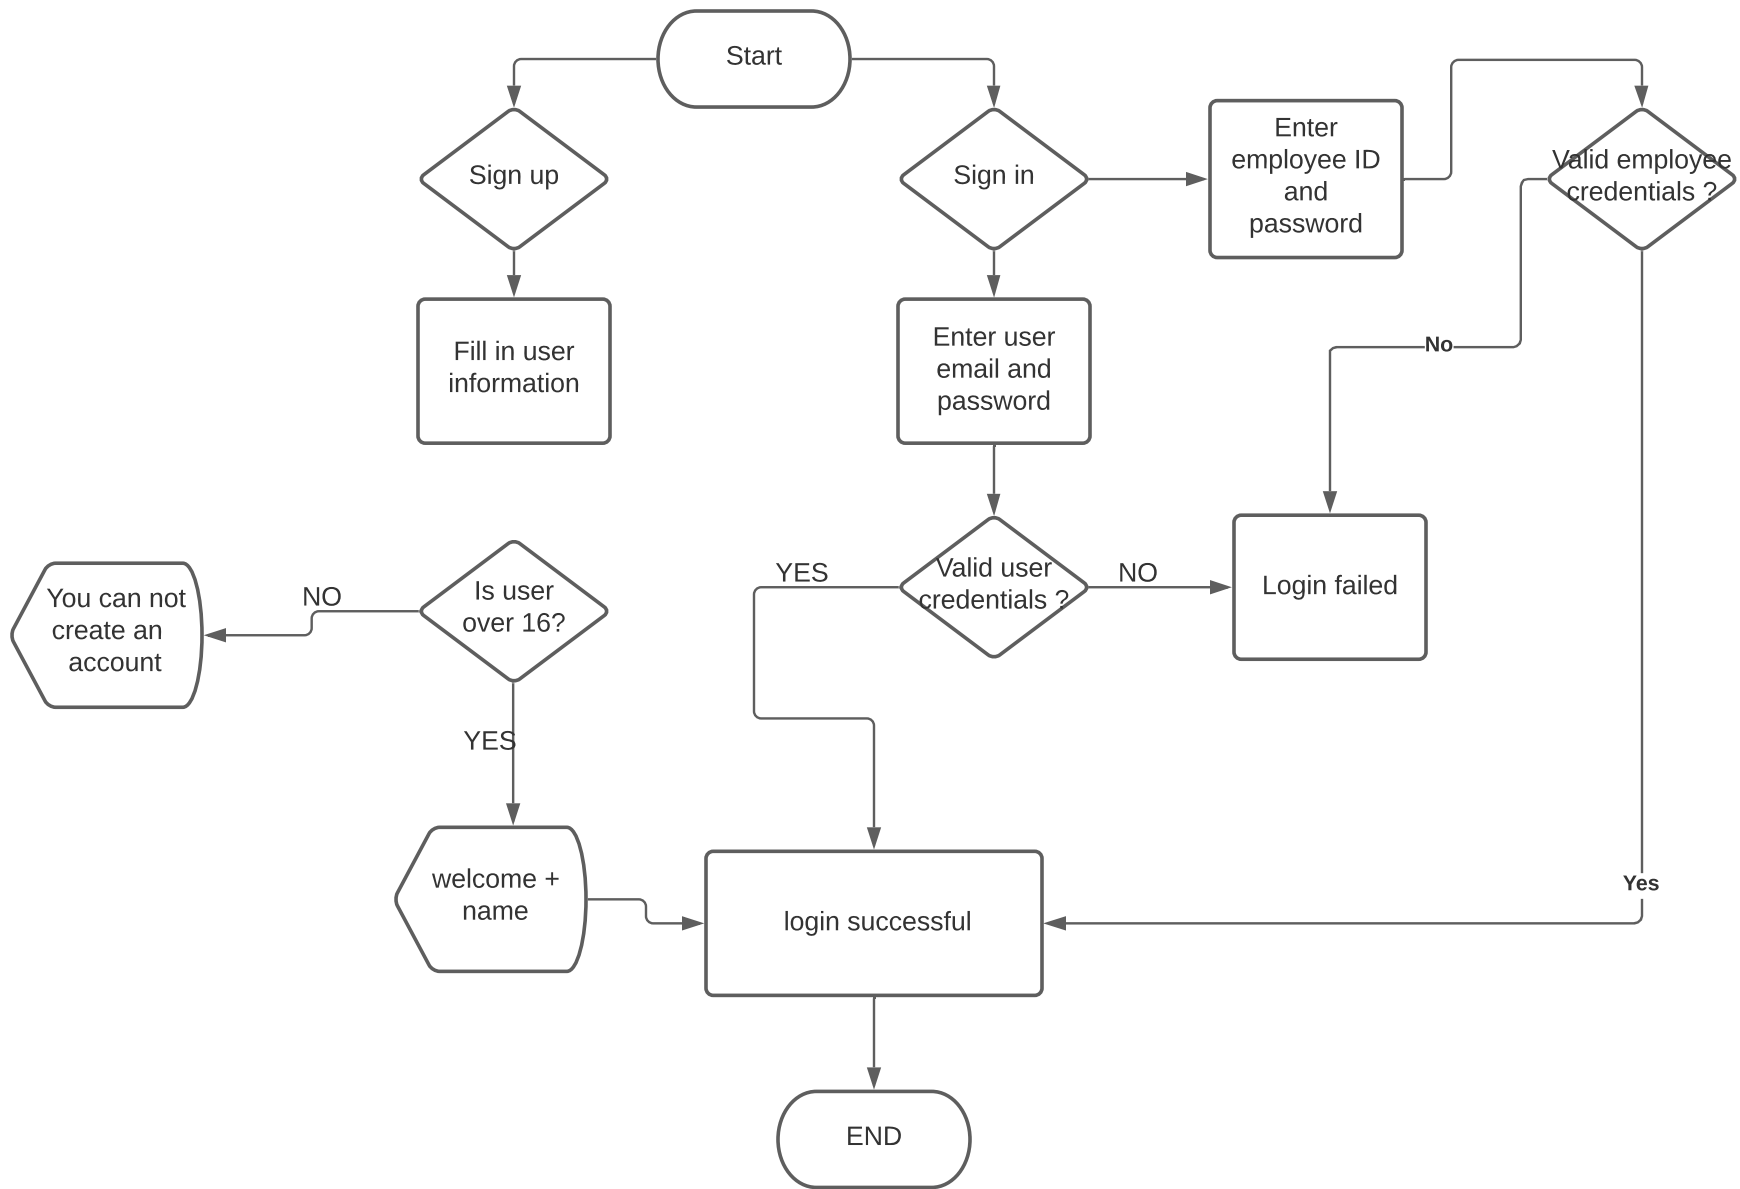 Start
Sign up
Sign in
Enter
employee ID
and
password
Valid employee
credentials ?
Fill in user
information
Enter user
email and
password
No
Valid user
credentials ?
YES
NO
Login failed
Is user
over 16?
NO
You can not
create an
account
YES
welcome +
name
login successful
Yes
END